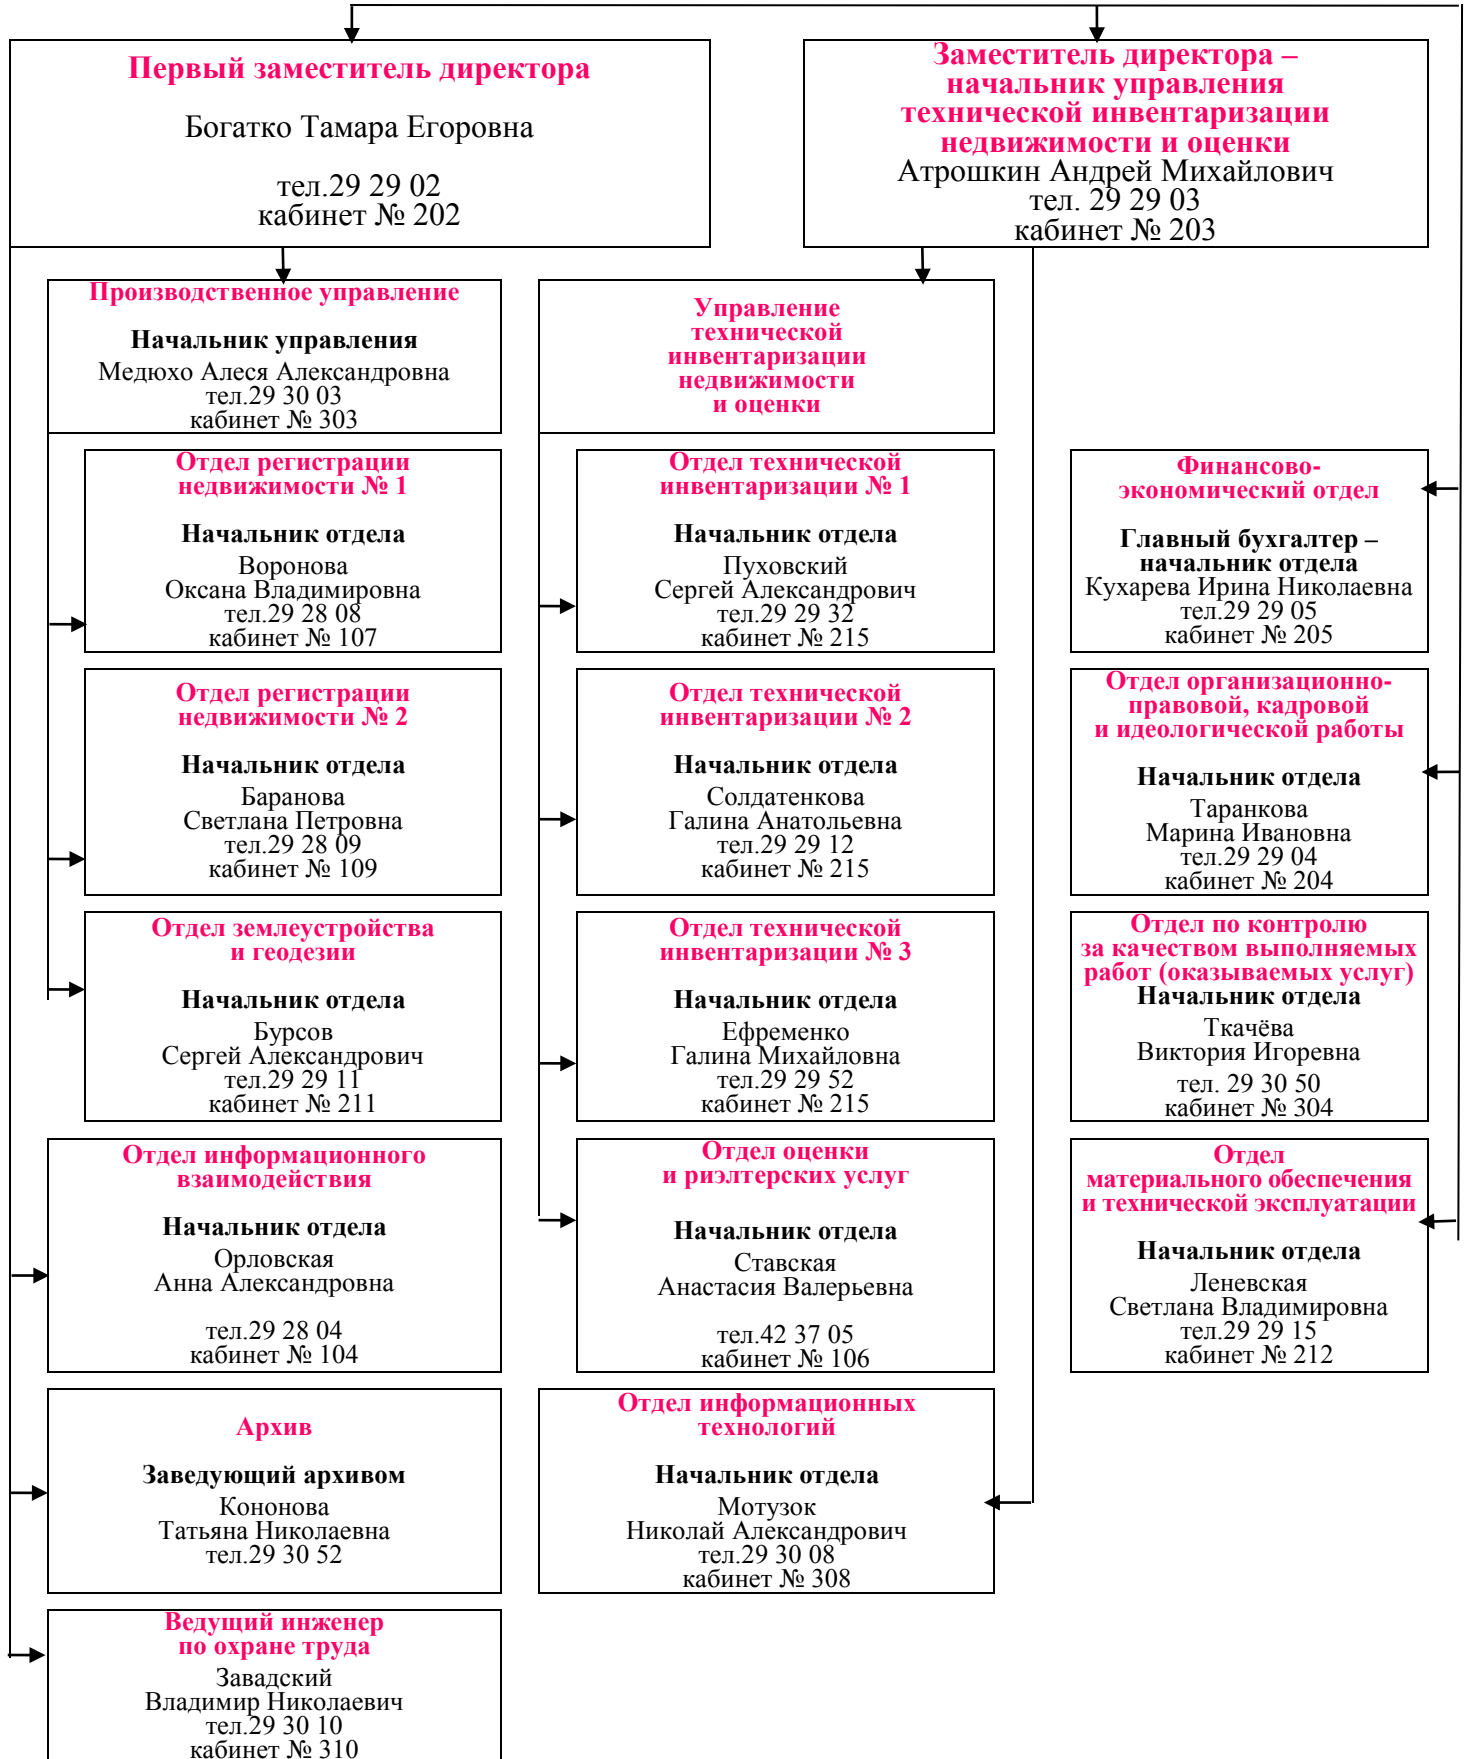 Первый заместитель директора
Богатко Тамара Егоровна
тел.29 29 02
кабинет № 202
Заместитель директора –
начальник управления
технической инвентаризации
недвижимости и оценки
Атрошкин Андрей Михайлович
тел. 29 29 03
кабинет № 203
Производственное управление
Начальник управления
Медюхо Алеся Александровна
тел.29 30 03
кабинет № 303
Управление
технической
инвентаризации
недвижимости
и оценки
Отдел регистрации
недвижимости № 1
Начальник отдела
Воронова
Оксана Владимировна
тел.29 28 08
кабинет № 107
Отдел технической
инвентаризации № 1
Начальник отдела
Пуховский
Сергей Александрович
тел.29 29 32
кабинет № 215
Финансово-
экономический отдел
Главный бухгалтер –
начальник отдела
Кухарева Ирина Николаевна
тел.29 29 05
кабинет № 205
Отдел регистрации
недвижимости № 2
Начальник отдела
Баранова
Светлана Петровна
тел.29 28 09
кабинет № 109
Отдел технической
инвентаризации № 2
Начальник отдела
Солдатенкова
Галина Анатольевна
тел.29 29 12
кабинет № 215
Отдел организационно-
правовой, кадровой
и идеологической работы
Начальник отдела
Таранкова
Марина Ивановна
тел.29 29 04
кабинет № 204
Отдел землеустройства
и геодезии
Начальник отдела
Бурсов
Сергей Александрович
тел.29 29 11
кабинет № 211
Отдел технической
инвентаризации № 3
Начальник отдела
Ефременко
Галина Михайловна
тел.29 29 52
кабинет № 215
Отдел по контролю
за качеством выполняемых
работ (оказываемых услуг)
Начальник отдела
Ткачёва
Виктория Игоревна
тел. 29 30 50
кабинет № 304
Отдел информационного
взаимодействия
Начальник отдела
Орловская
Анна Александровна
тел.29 28 04
кабинет № 104
Отдел оценки
и риэлтерских услуг
Начальник отдела
Ставская
Анастасия Валерьевна
тел.42 37 05
кабинет № 106
Отдел
материального обеспечения
и технической эксплуатации
Начальник отдела
Леневская
Светлана Владимировна
тел.29 29 15
кабинет № 212
Архив
Заведующий архивом
Кононова
Татьяна Николаевна
тел.29 30 52
Отдел информационных
технологий
Начальник отдела
Мотузок
Николай Александрович
тел.29 30 08
кабинет № 308
Ведущий инженер
по охране труда
Завадский
Владимир Николаевич
тел.29 30 10
кабинет № 310